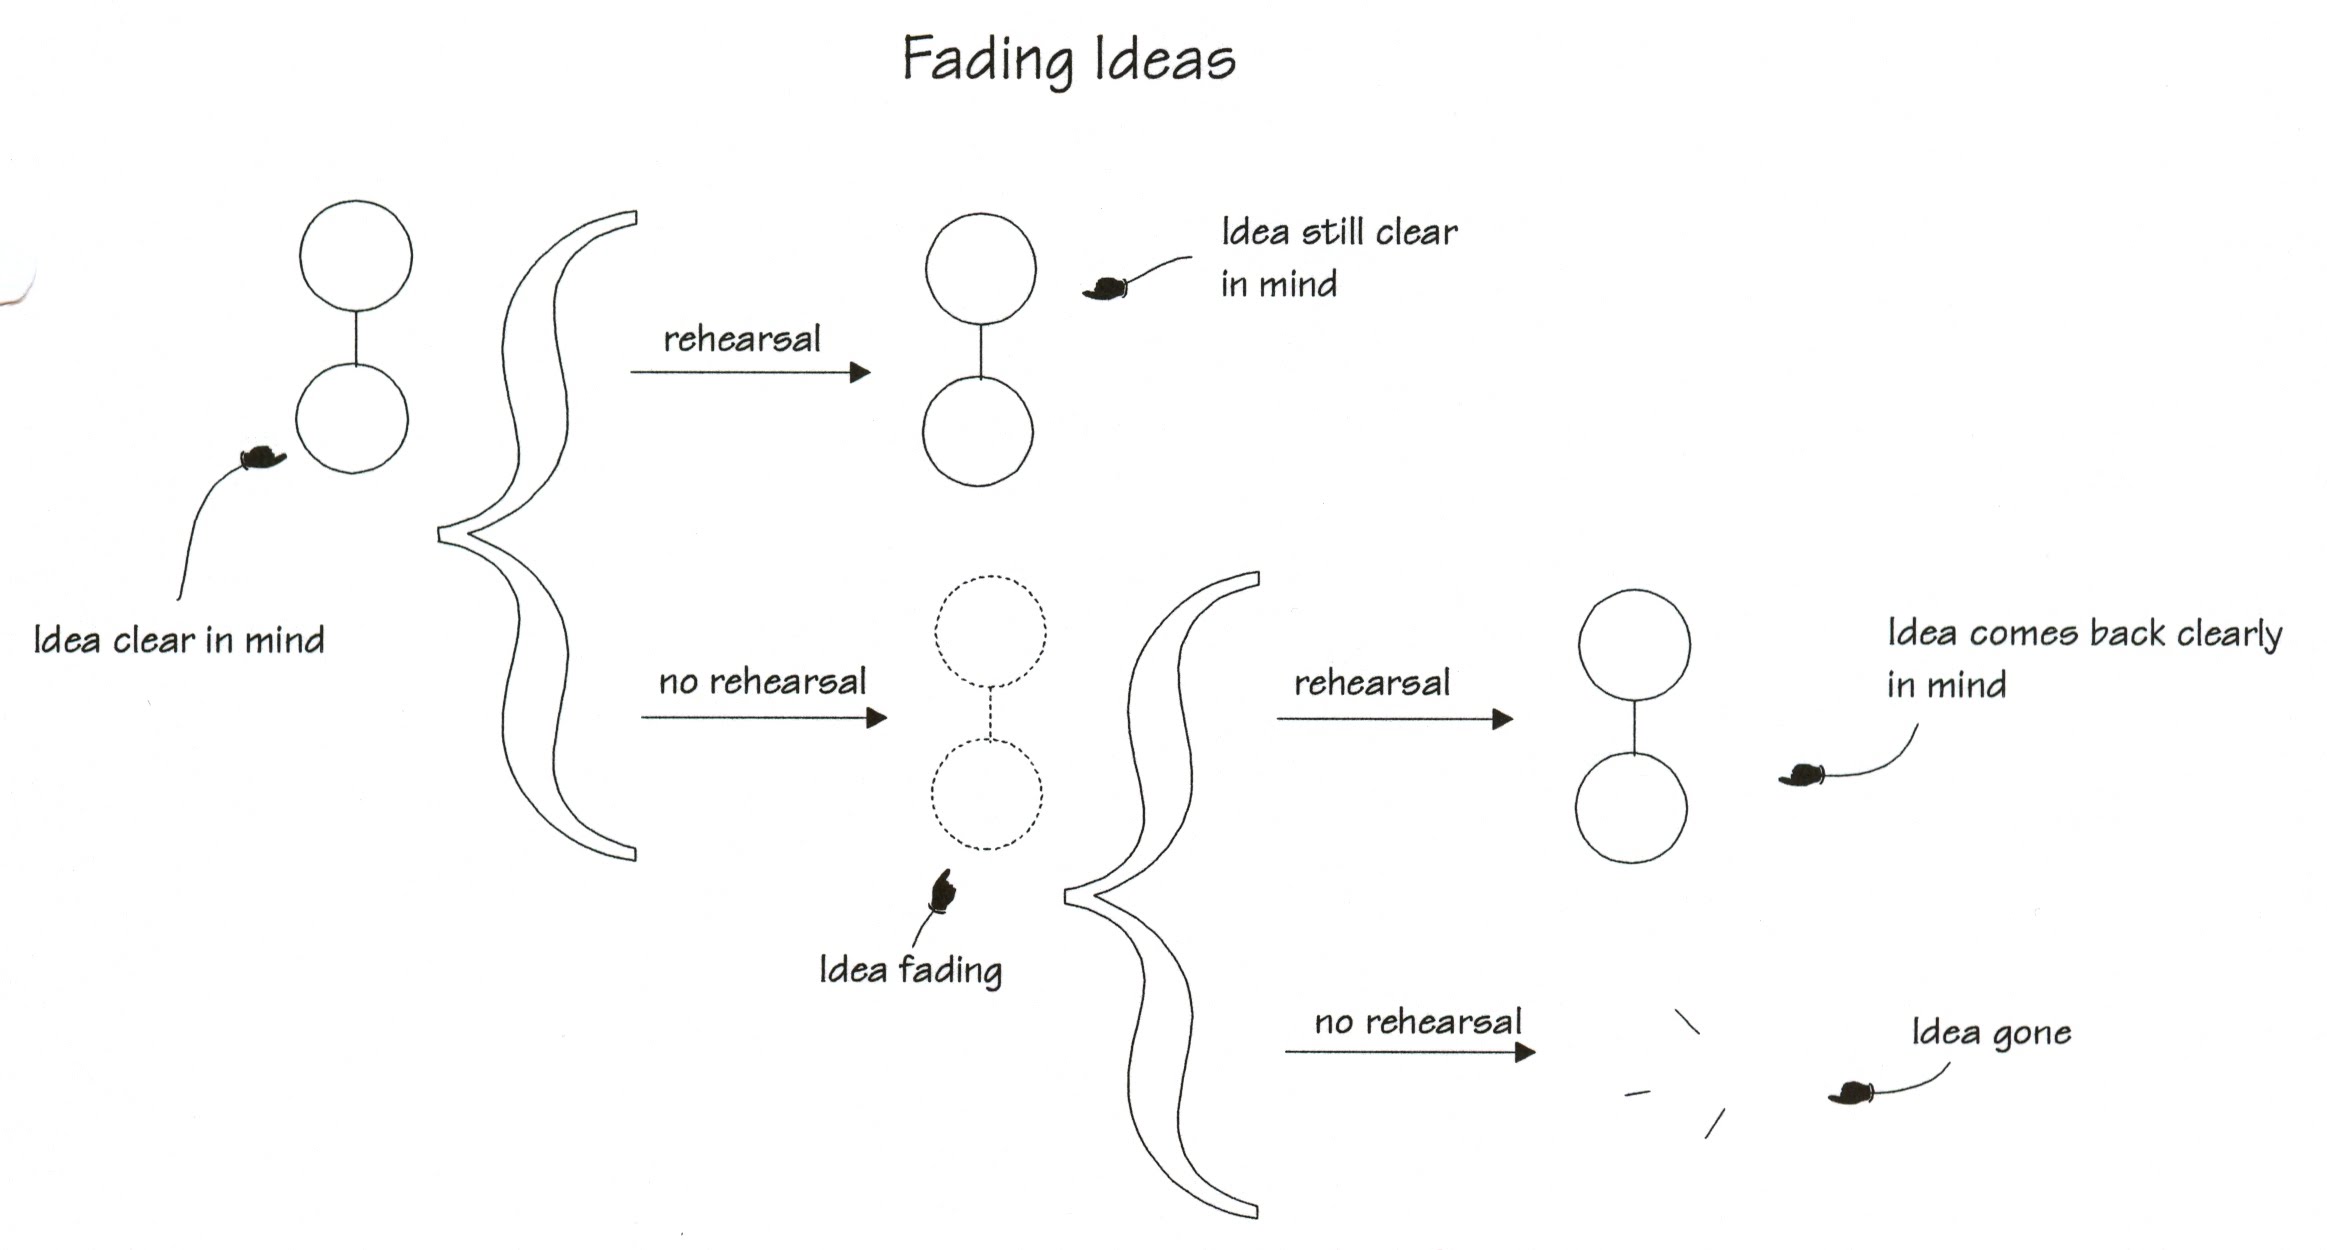 Fading Ideas
Idea still clear
in mind
rehearsal
Idea clear in mind
no rehearsal
Idea fading
rehearsal
Idea comes back clearly
in mind
no rehearsal
Idea gone